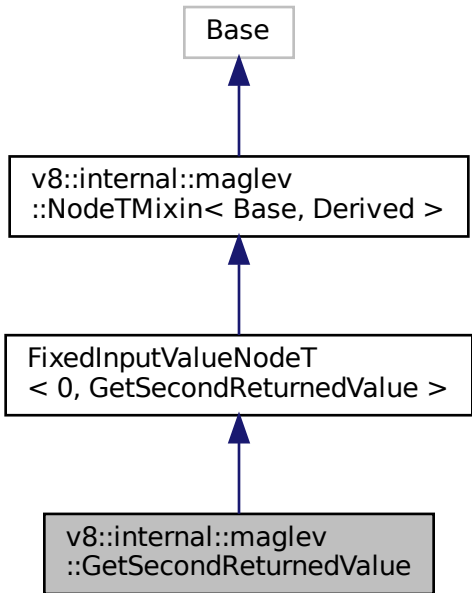 Base
v8::internal::maglev
::NodeTMixin< Base, Derived >
FixedInputValueNodeT
< 0, GetSecondReturnedValue >
v8::internal::maglev
::GetSecondReturnedValue